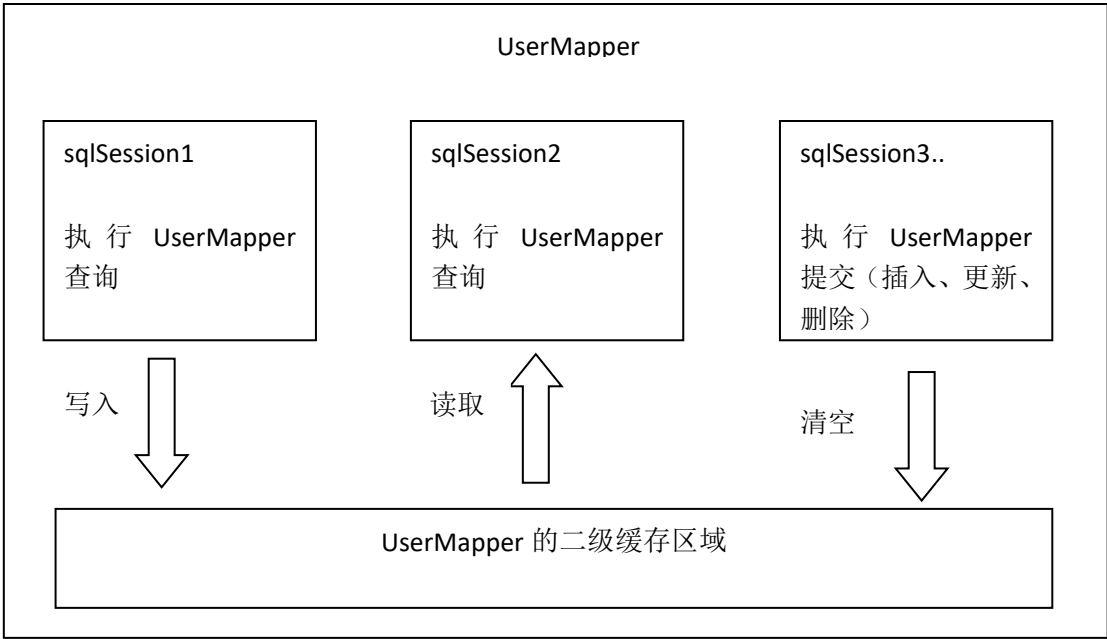 UserMapper
sqlSession1
执 行 UserMapper
查询
sqlSession2
执 行 UserMapper
查询
sqlSession3..
执 行 UserMapper
提交（插入、更新、
删除）
写入
读取
清空
UserMapper 的二级缓存区域